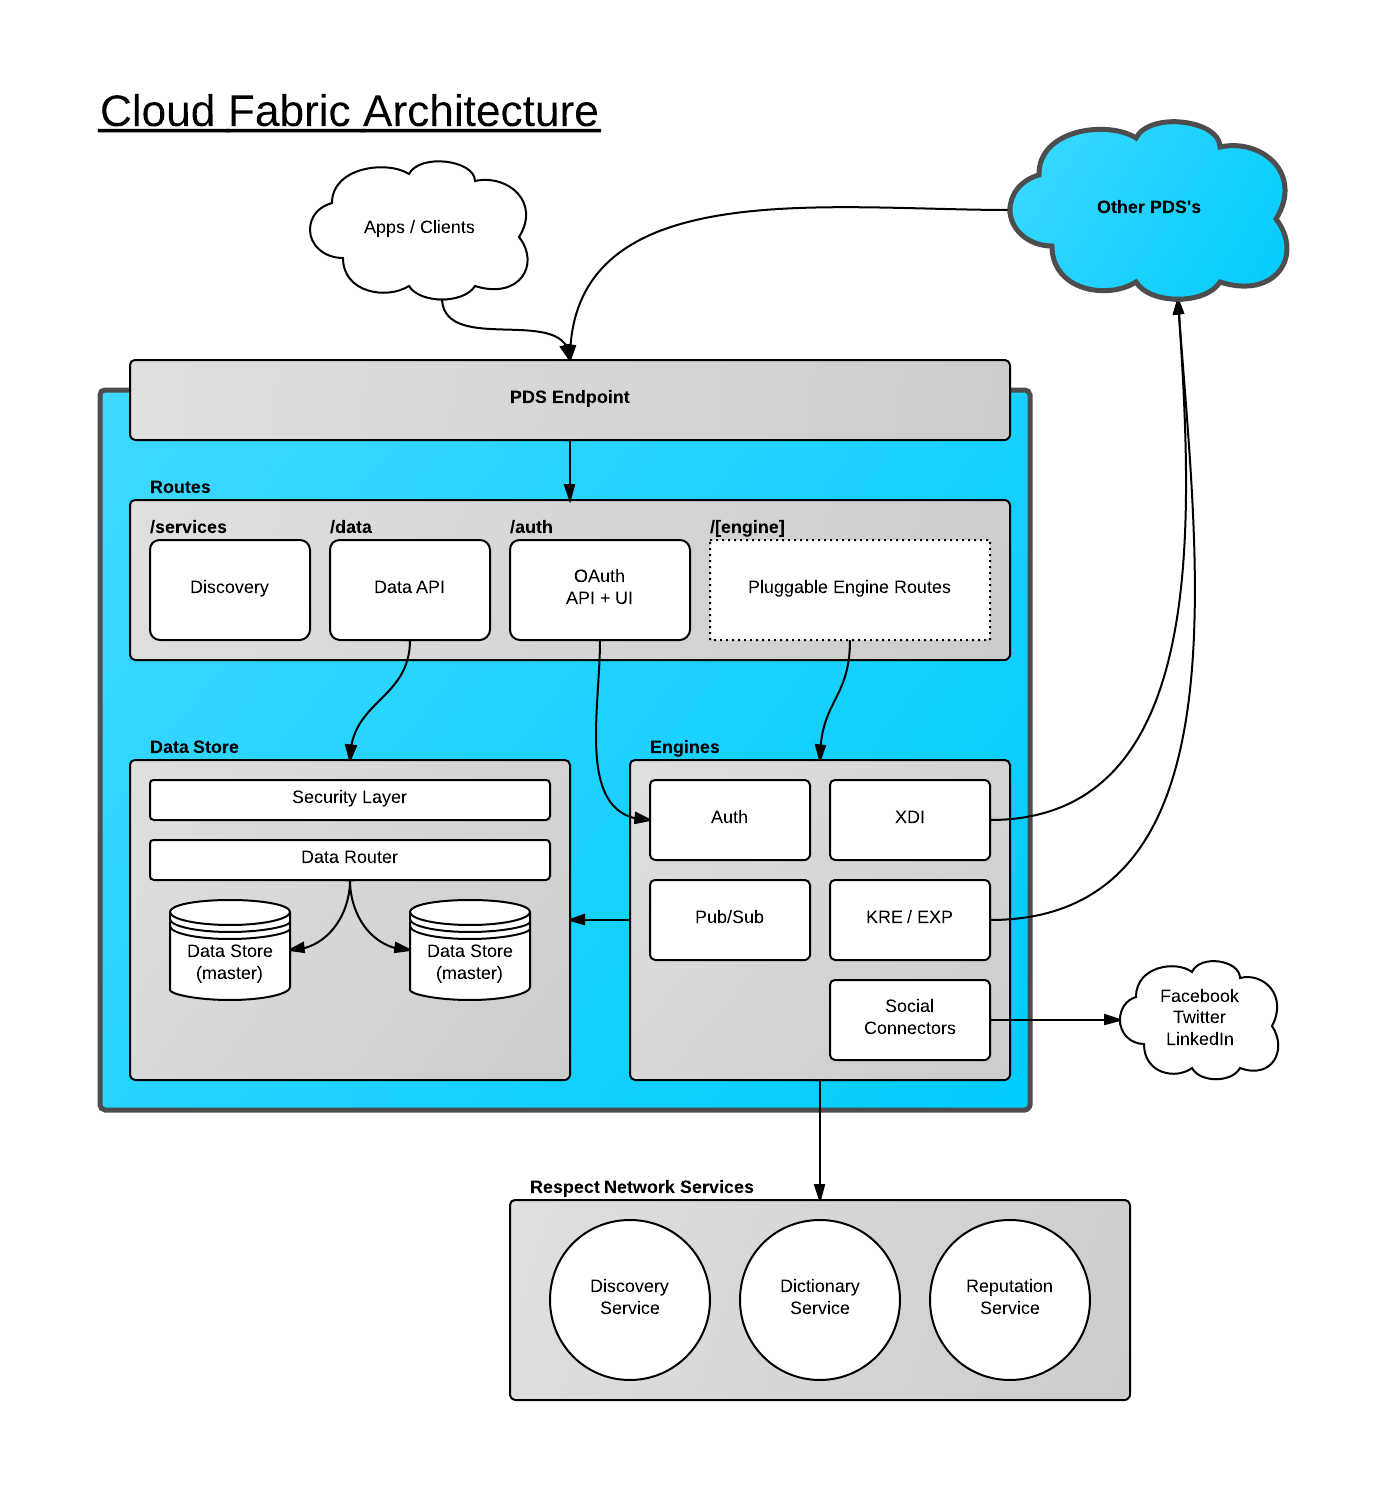 Cloud Fabric Architecture
Apps / Clients
Other PDS's
PDS Endpoint
Routes
/services
/data
/auth
/[engine]
Discovery
Data API
OAuth
API + UI
Pluggable Engine Routes
Data Store
Security Layer
Data Router
Data Store
(master)
Data Store
(master)
Engines
Auth
XDI
Pub/Sub
KRE / EXP
Social
Connectors
Facebook
Twitter
LinkedIn
Respect Network Services
Discovery
Service
Dictionary
Service
Reputation
Service